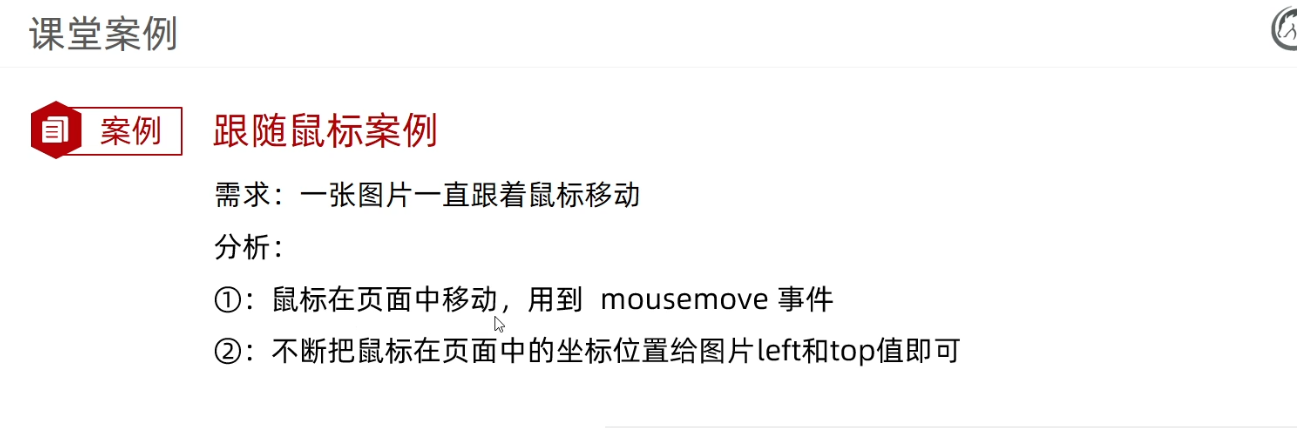 课堂案例
案例
跟随鼠标案例
需求：一张图片一直跟着鼠标移动
分析：
①：鼠标在页面中移动，用到 mousemove 事件
②：不断把鼠标在页面中的坐标位置给图片left和top值即可